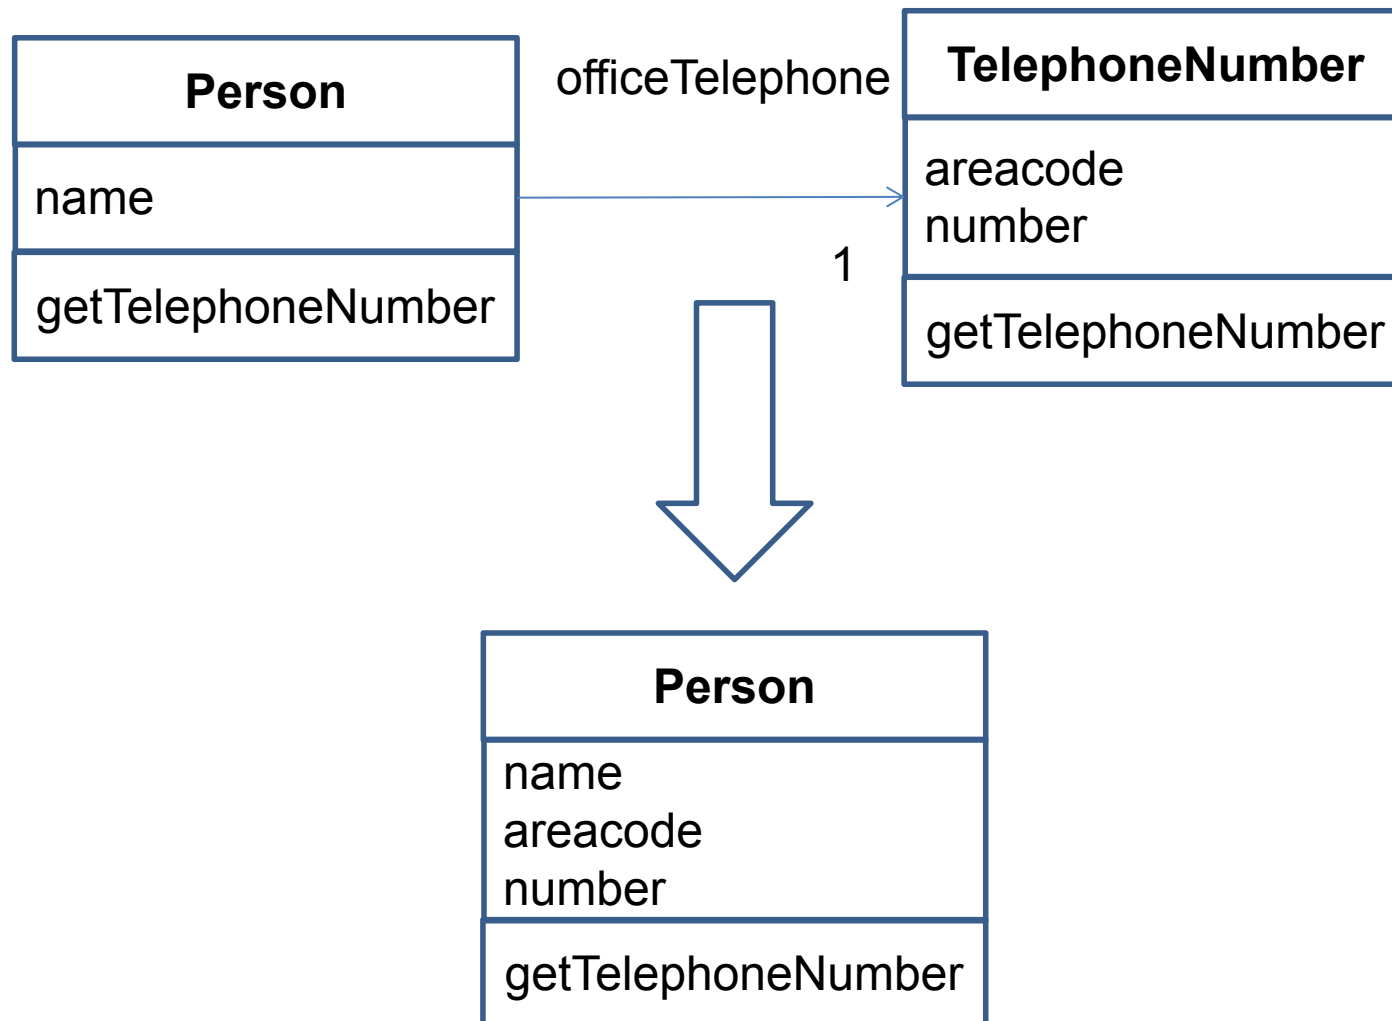 Person
name
getTelephoneNumber
officeTelephone
1
TelephoneNumber
areacode
number
getTelephoneNumber
Person
name
areacode
number
getTelephoneNumber